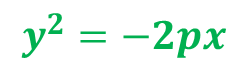 y² = −2px